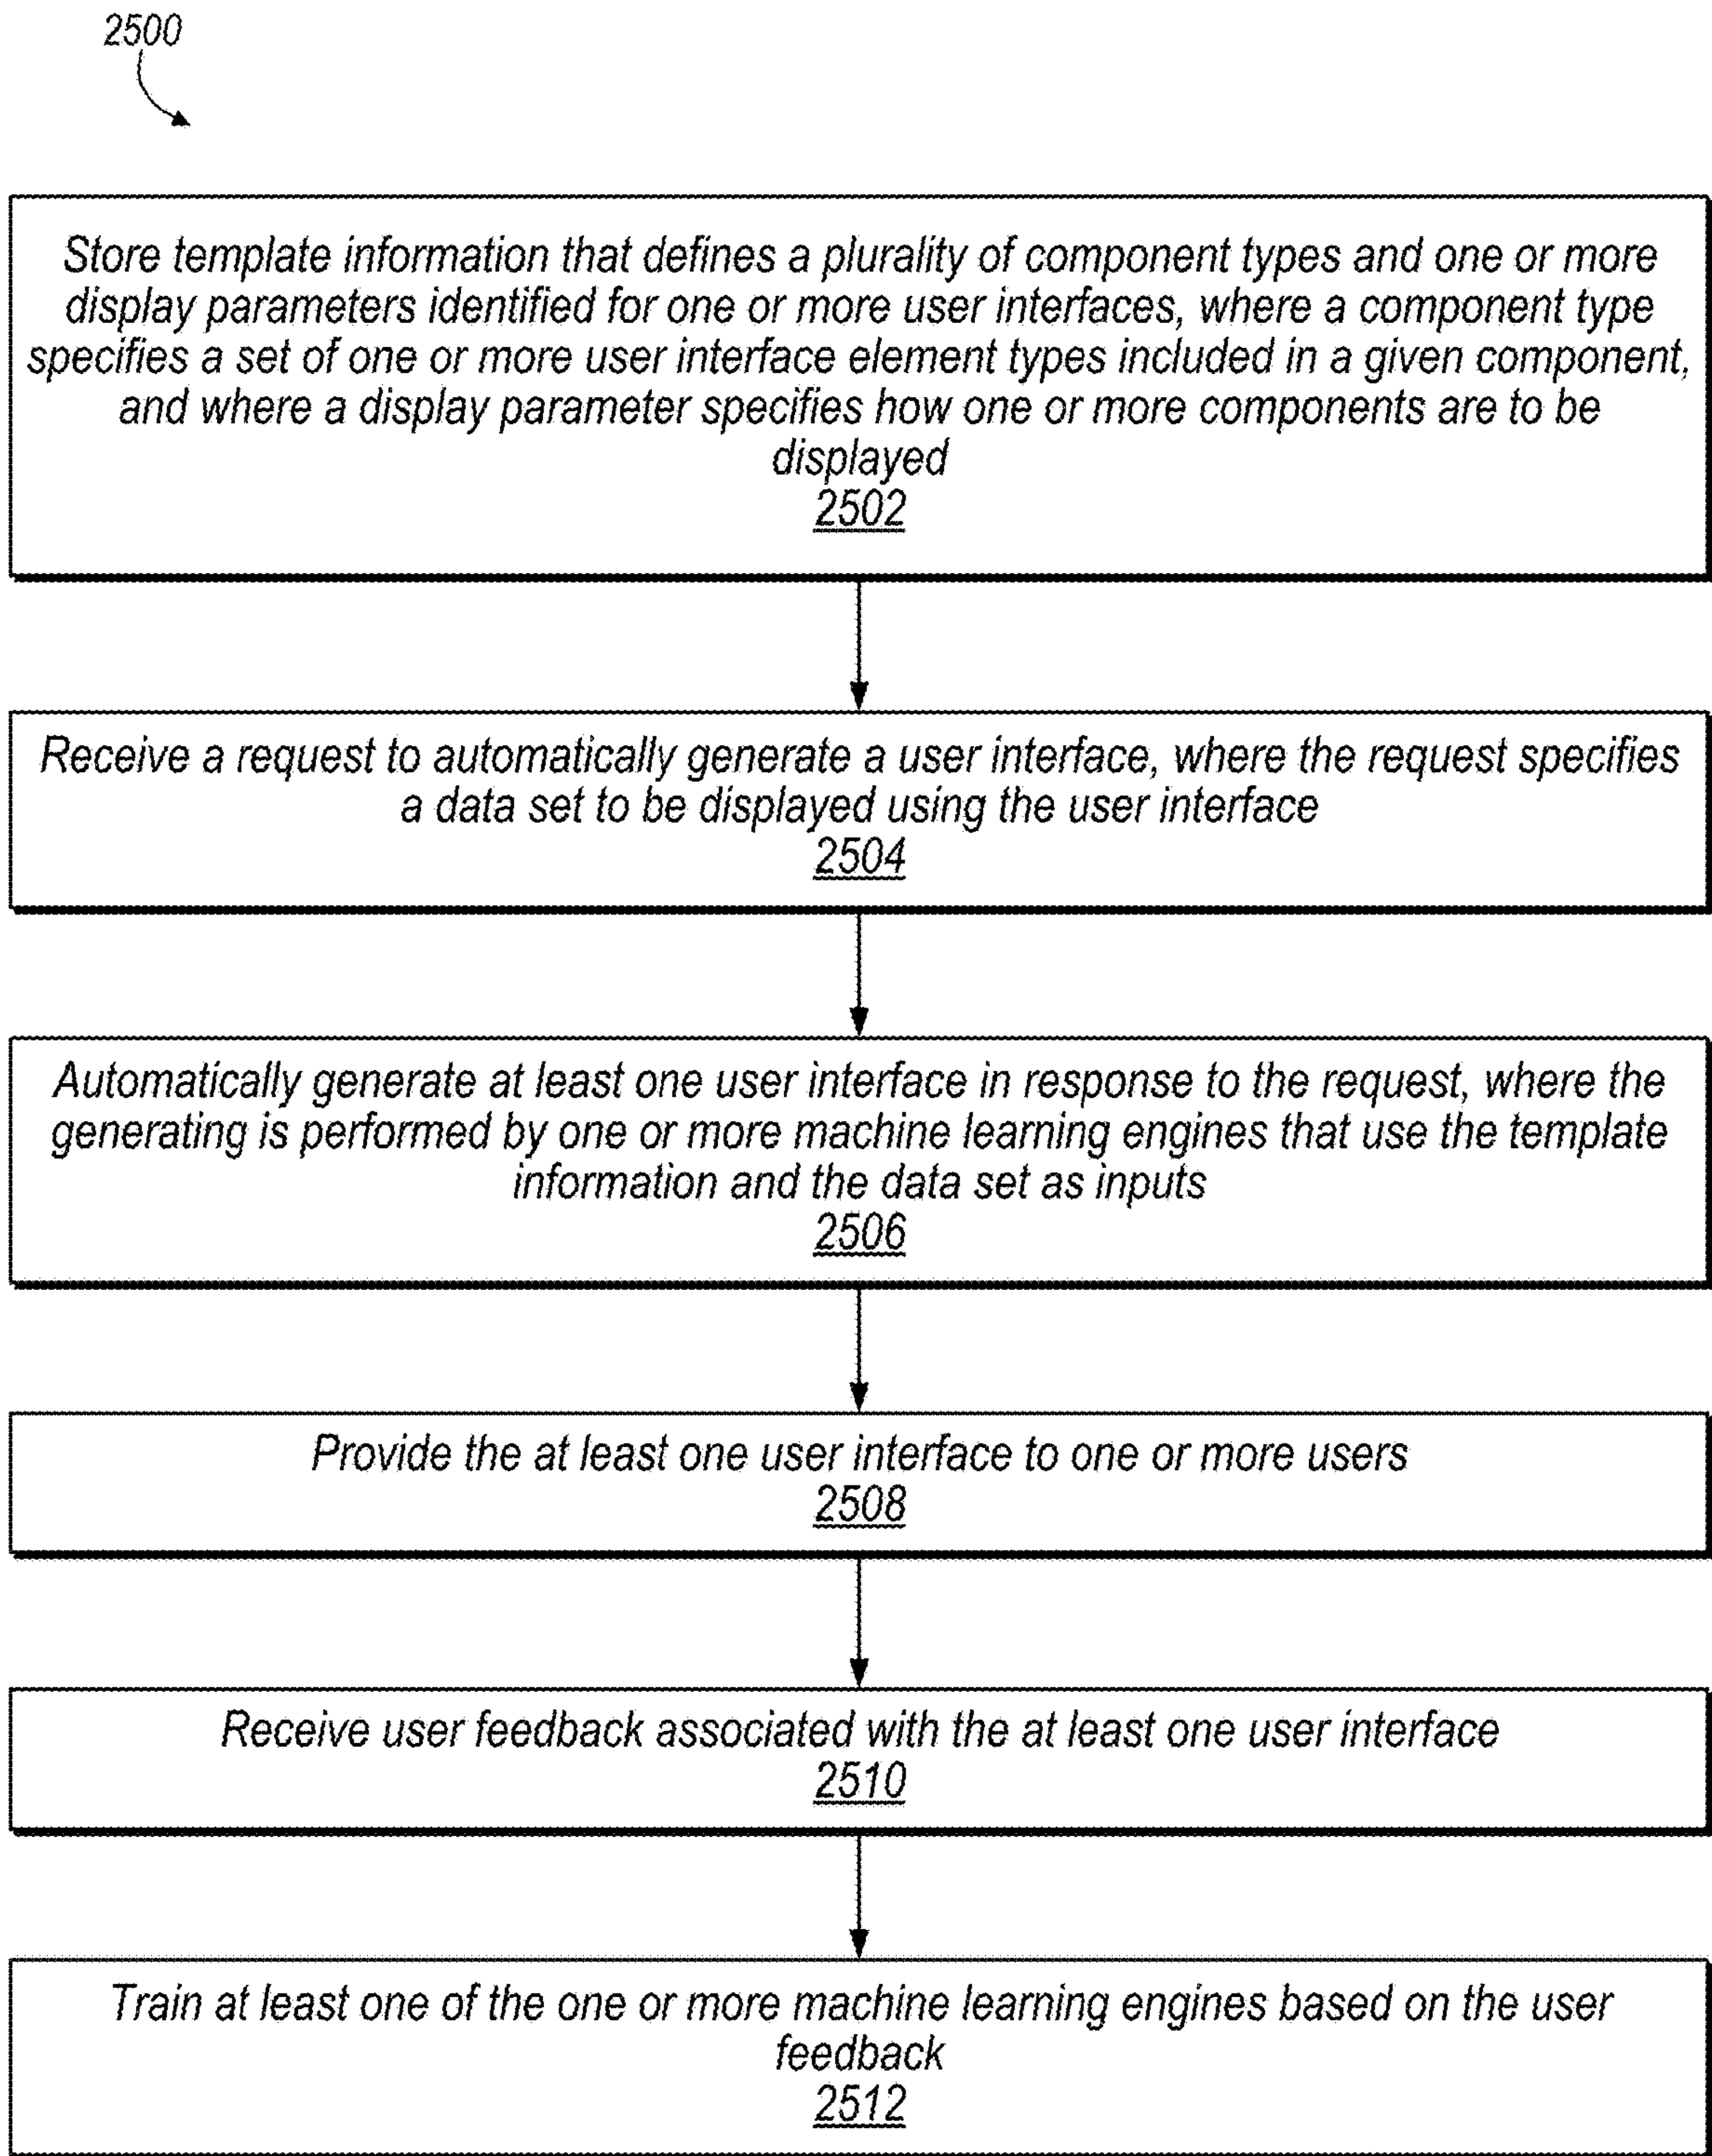 2500
Store template information that defines a plurality of component types and one or more
display parameters identified for one or more user interfaces, where a component type
specifies a set of one or more user interface element types included in a given component,
and where a display parameter specifies how one or more components are to be
displayed
2502
Receive a request to automatically generate a user interface, where the request specifies
a data set to be displayed using the user interface
2504
Automatically generate at least one user interface in response to the request, where the
generating is performed by one or more machine learning engines that use the template
information and the data set as inputs
2506
Provide the at least one user interface to one or more users
2508
Receive user feedback associated with the at least one user interface
2510
Train at least one of the one or more machine learning engines based on the user
feedback
2512